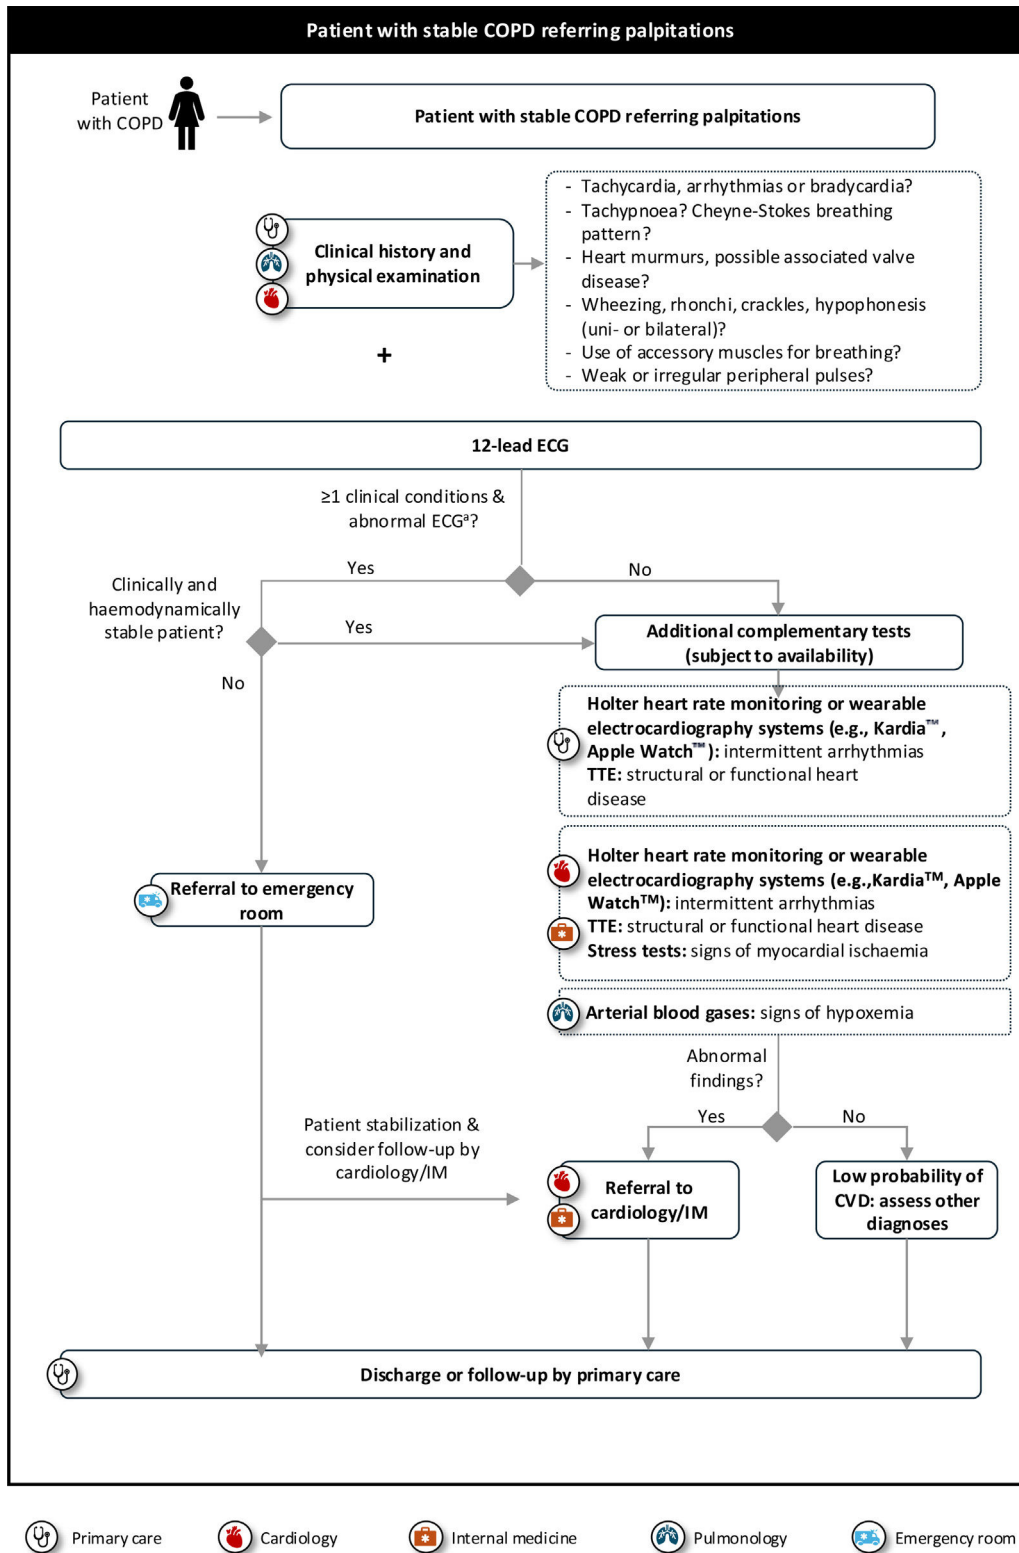 Patient with stable COPD referring palpitations
Patient
with COPD
Patient with stable COPD referring palpitations
Clinical history and
physical examination
- Tachycardia, arrhythmias or bradycardia?
- Tachypnoea? Cheyne-Stokes breathing
pattern?
- Heart murmurs, possible associated valve
disease?
- Wheezing, rhonchi, crackles, hypophonesis
(uni- or bilateral)?
- Use of accessory muscles for breathing?
- Weak or irregular peripheral pulses?
+
12-lead ECG
≥1 clinical conditions &
abnormal ECGᵃ?
Yes
No
Clinically and
haemodynamically
stable patient?
Yes
No
Additional complementary tests
(subject to availability)
Holter heart rate monitoring or wearable
electrocardiography systems (e.g., Kardia™,
Apple Watch™): intermittent arrhythmias
TTE: structural or functional heart
disease
Holter heart rate monitoring or wearable
electrocardiography systems (e.g.,Kardia™, Apple
Watch™): intermittent arrhythmias
TTE: structural or functional heart disease
Stress tests: signs of myocardial ischaemia
Arterial blood gases: signs of hypoxemia
Referral to emergency
room
Abnormal
findings?
Yes
No
Patient stabilization &
consider follow-up by
cardiology/IM
Referral to
cardiology/IM
Low probability of
CVD: assess other
diagnoses
Discharge or follow-up by primary care
Primary care
Cardiology
Internal medicine
Pulmonology
Emergency room